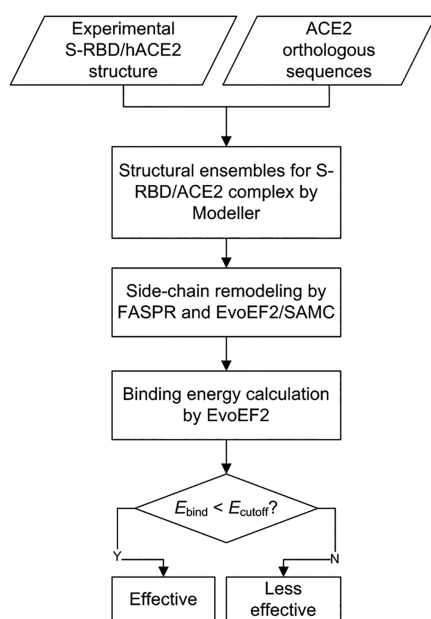 Experimental
S-RBD/hACE2
structure
ACE2
orthologous
sequences
Structural ensembles for S-
RBD/ACE2 complex by
Modeller
Side-chain remodeling by
FASPR and EvoEF2/SAMC
Binding energy calculation
by EvoEF2
Ebind < Ecutoff?
Y
N
Effective
Less
effective